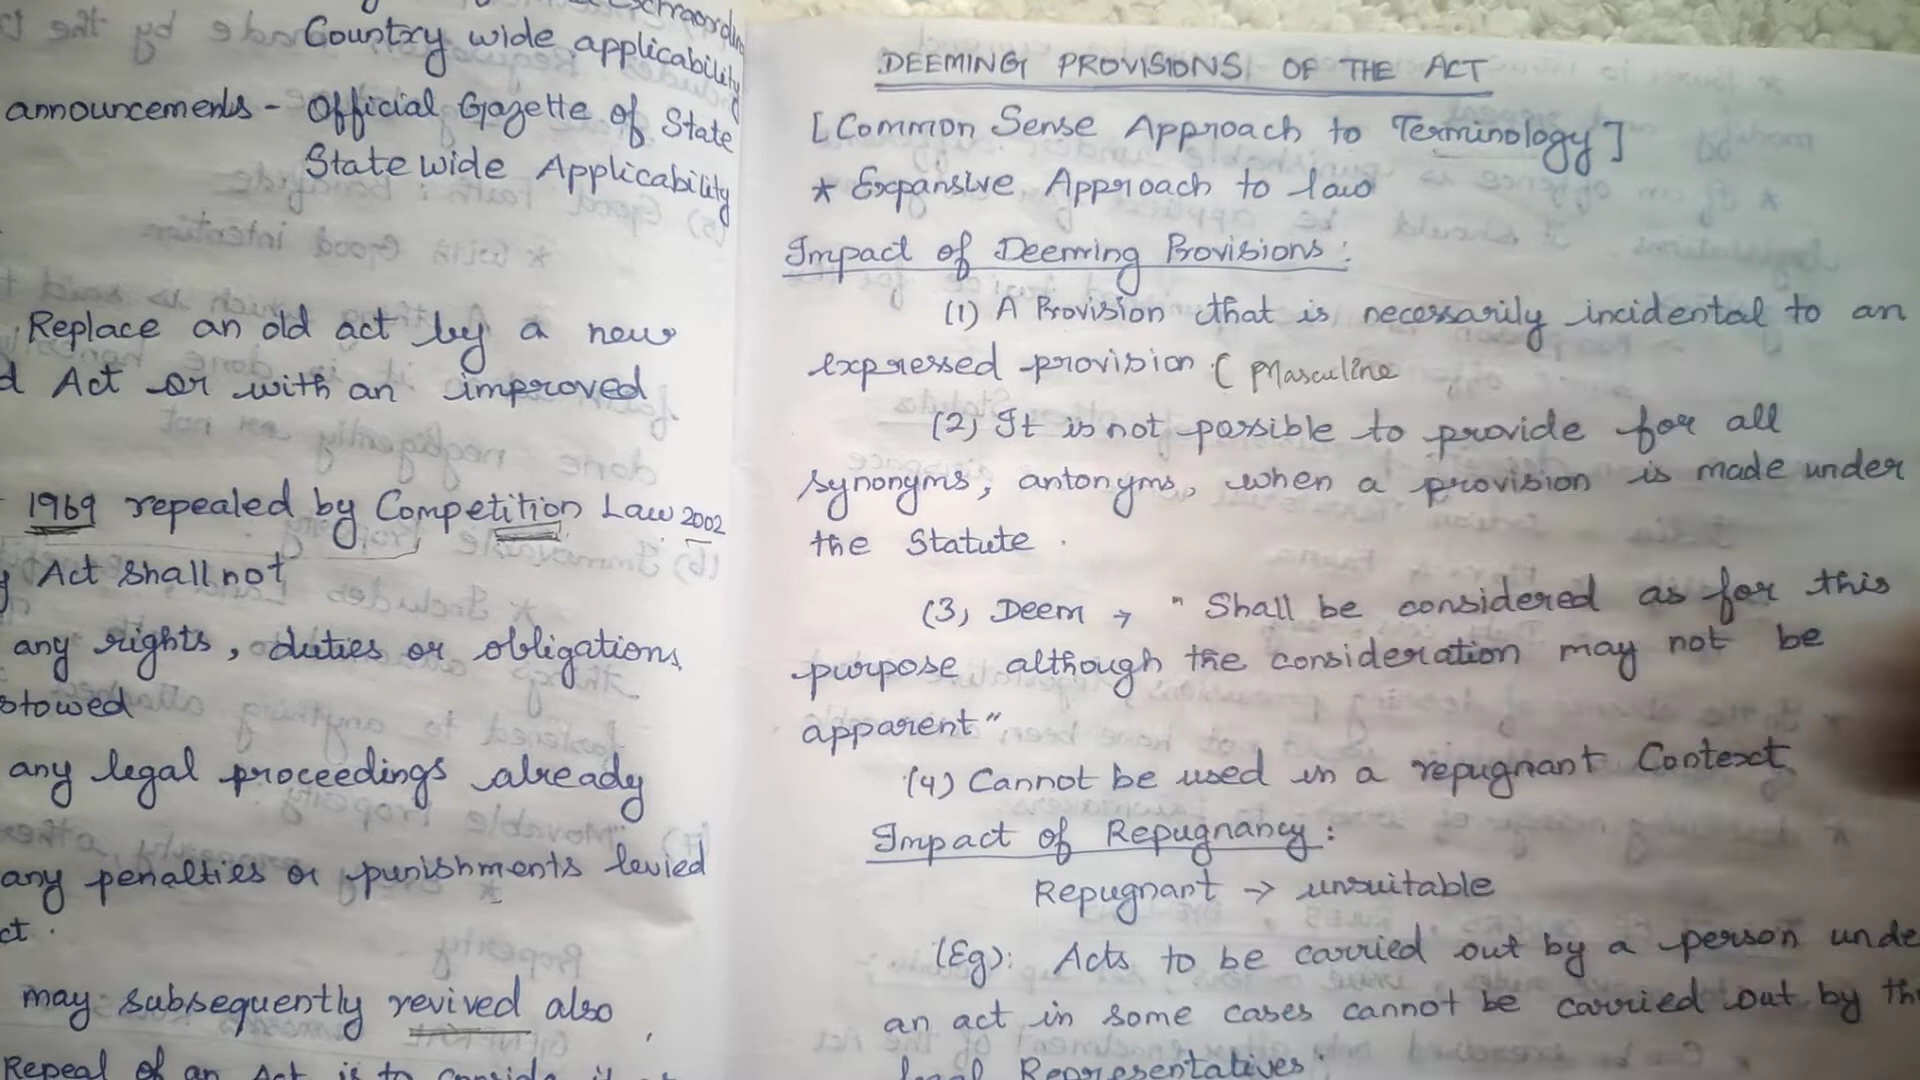 Country wide applicability
announcements - Official Gazette of State
State wide Applicability
Replace an old act by a new
Act or with an improved
1969 repealed by Competition Law 2002
Act shall not
any rights, duties or obligations
any legal proceedings already
any penalties or punishments levied
may subsequently revived also
Repeal of an Act is to
DEEMING PROVISIONS OF THE ACT
[Common Sense Approach to Terminology]
* Expansive Approach to law
Impact of Deeming Provisions :
(1) A Provision that is necessarily incidental to an
expressed provision ( Masculine
(2) It is not possible to provide for all
synonyms, antonyms, when a provision is made under
the Statute .
(3) Deem → " Shall be considered as for this
purpose although the consideration may not be
apparent"
(4) Cannot be used in a repugnant Context
Impact of Repugnancy :
Repugnant → unsuitable
(Eg): Acts to be carried out by a person unde
an act in some cases cannot be carried out by th
legal Representatives